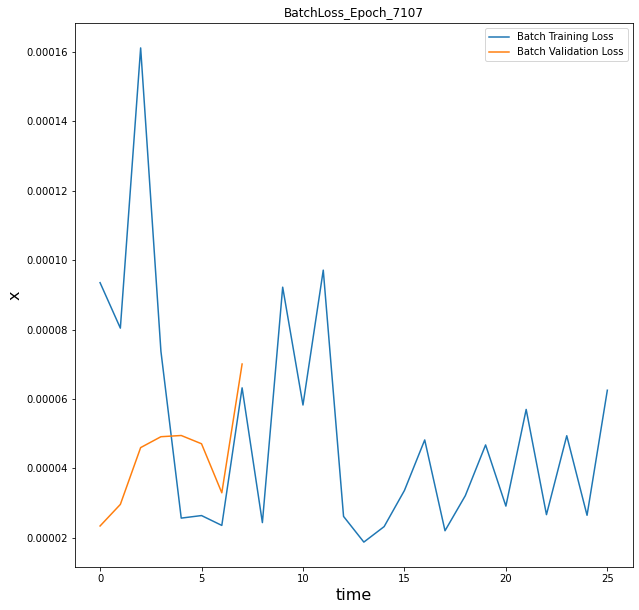 BatchLoss_Epoch_7107
Batch Training Loss
Batch Validation Loss
0.00016
0.00014
0.00012
0.00010
0.00008
0.00006
0.00004
0.00002
x
0 5 10 15 20 25
time